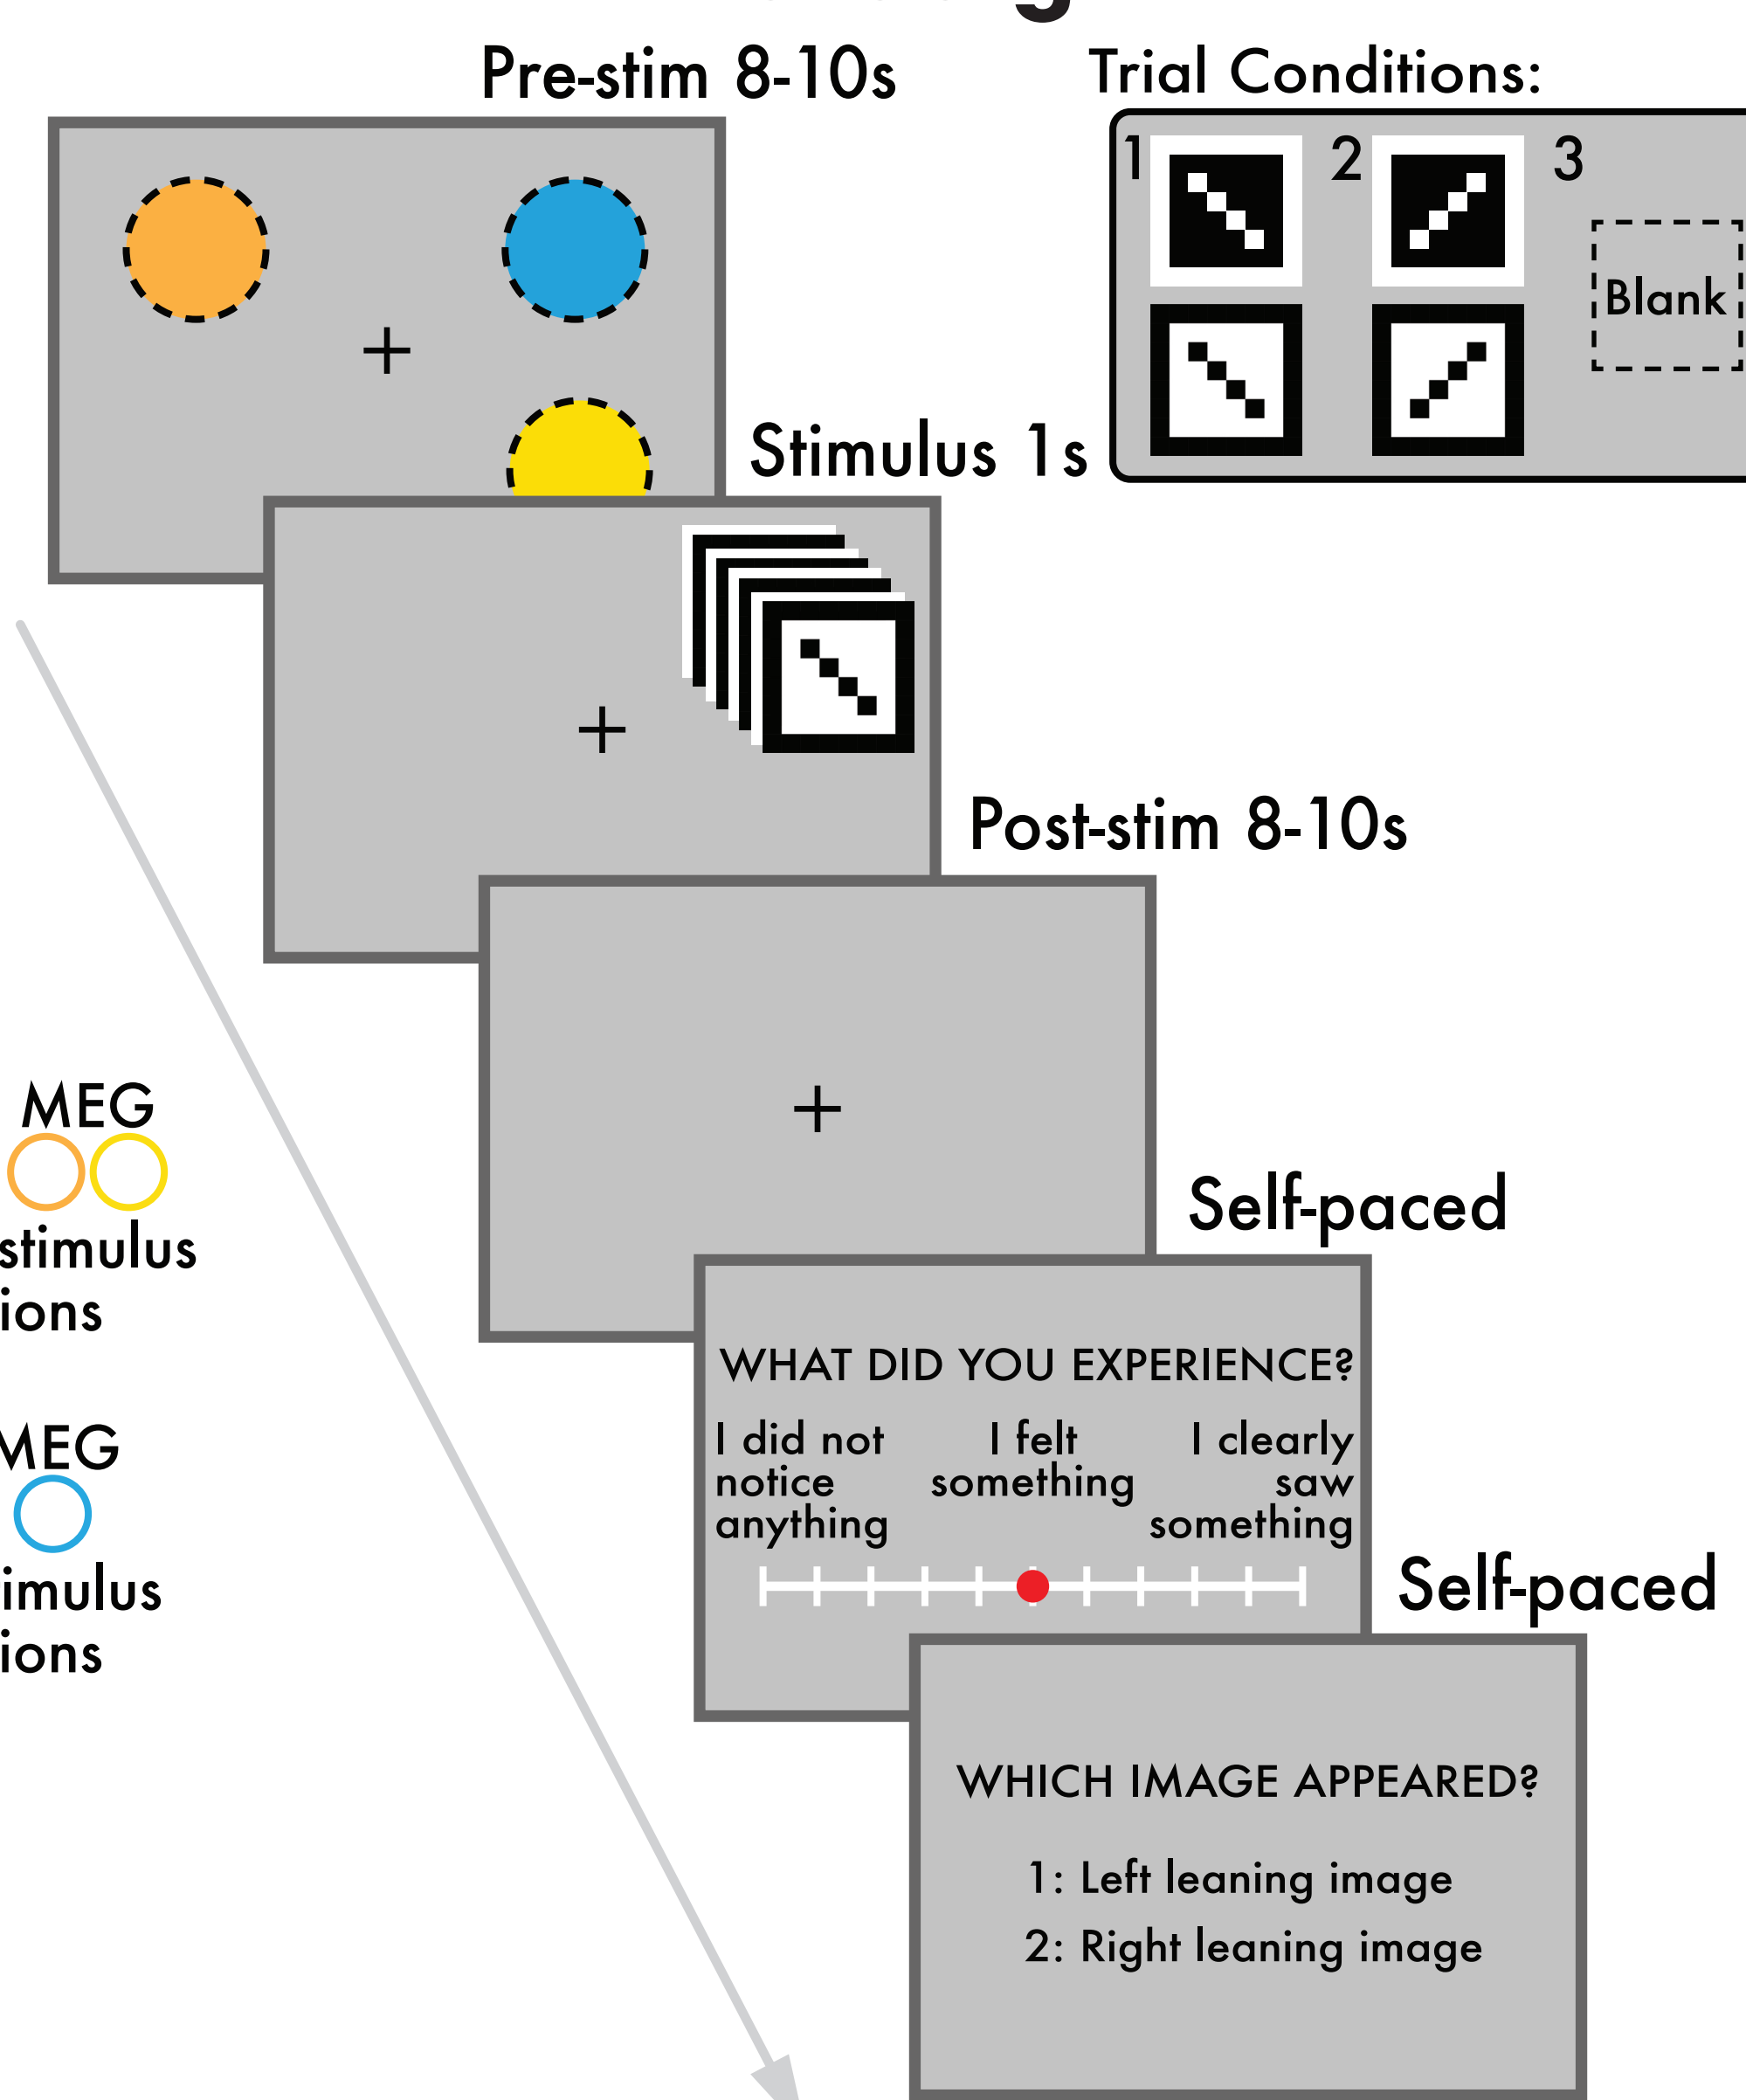 Pre-stim 8-10s
Trial Conditions:
1
2
3
Blank
Stimulus 1s
Post-stim 8-10s
MEG
stimulus
ions
MEG
imulus
ions
Self-paced
WHAT DID YOU EXPERIENCE?
I did not
notice
anything
I felt
something
I clearly
saw
something
Self-paced
WHICH IMAGE APPEARED?
1: Left leaning image
2: Right leaning image